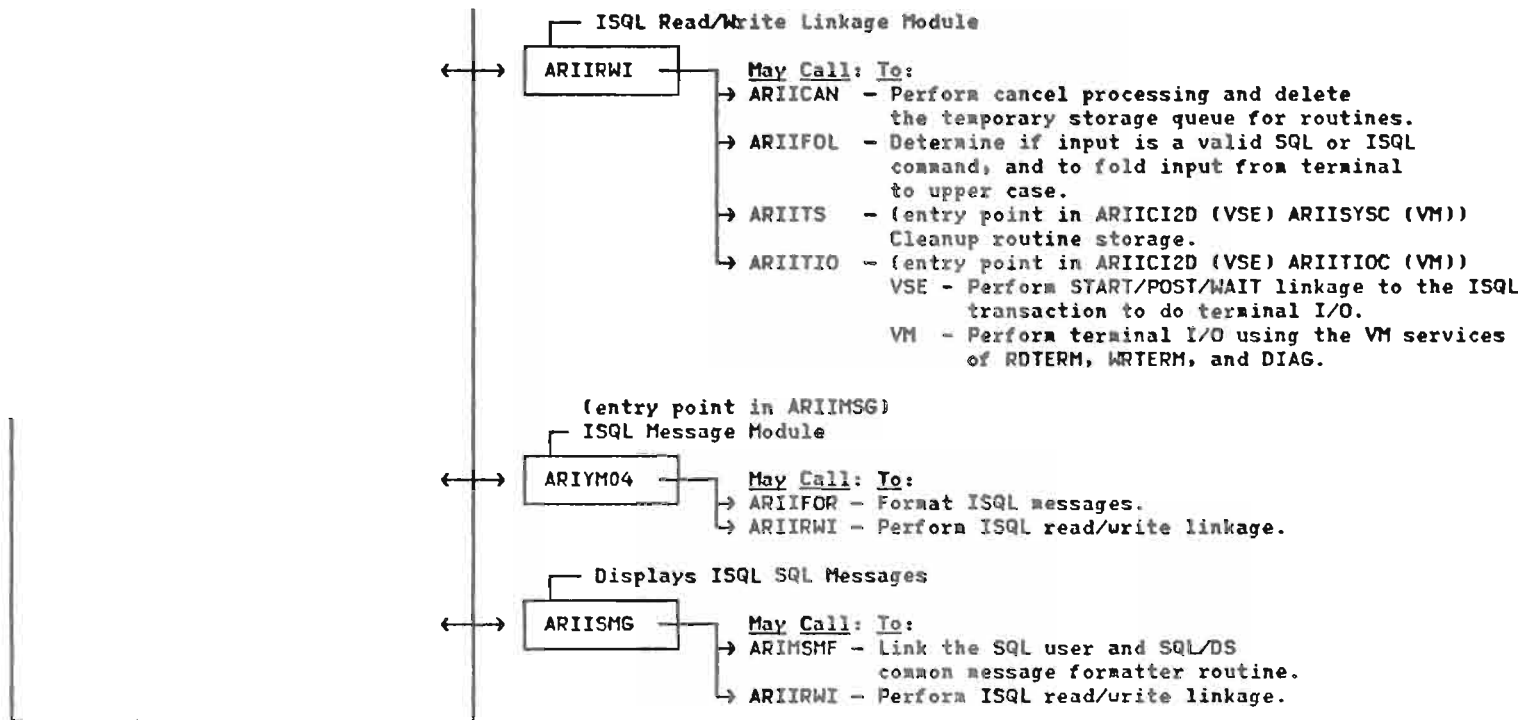 ISQL Read/Write Linkage Module
ARIIRWI May Call: To:
ARIICAN - Perform cancel processing and delete
the temporary storage queue for routines.
ARIIFOL - Determine if input is a valid SQL or ISQL
command, and to fold input from terminal
to upper case.
ARIITS - (entry point in ARIICI2D (VSE) ARIISYSC (VM))
Cleanup routine storage.
ARIITIO - (entry point in ARIICI2D (VSE) ARIITIOC (VM))
VSE - Perform START/POST/WAIT linkage to the ISQL
transaction to do terminal I/O.
VM - Perform terminal I/O using the VM services
of RDTERM, WRTERM, and DIAG.
(entry point in ARIIMSG)
ISQL Message Module
ARIYM04 May Call: To:
ARIIFOR - Format ISQL messages.
ARIIRWI - Perform ISQL read/write linkage.
Displays ISQL SQL Messages
ARIISMG May Call: To:
ARIMSMF - Link the SQL user and SQL/DS
common message formatter routine.
ARIIRWI - Perform ISQL read/write linkage.